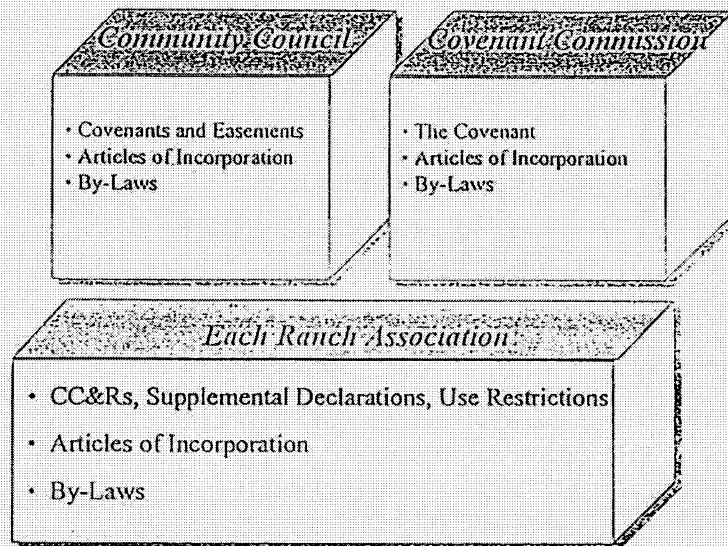 Community Council
Covenants and Easements
Articles of Incorporation
By-Laws
Covenant Commission
• The Covenant
• Articles of Incorporation
• By-Laws
Each Ranch Association:
• CC&Rs, Supplemental Declarations, Use Restrictions
• Articles of Incorporation
• By-Laws